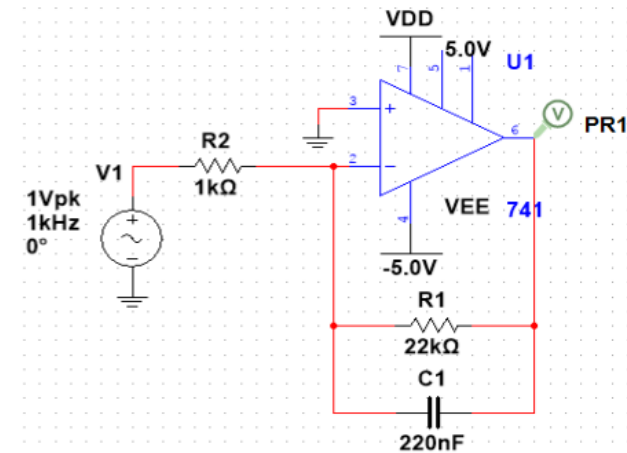 VDD
5.0V
U1
7
5
1
3
+
6
V
PR1
R2
V1
2
−
1kΩ
1Vpk
1kHz
0°
+
−
4
VEE
741
-5.0V
R1
22kΩ
C1
220nF